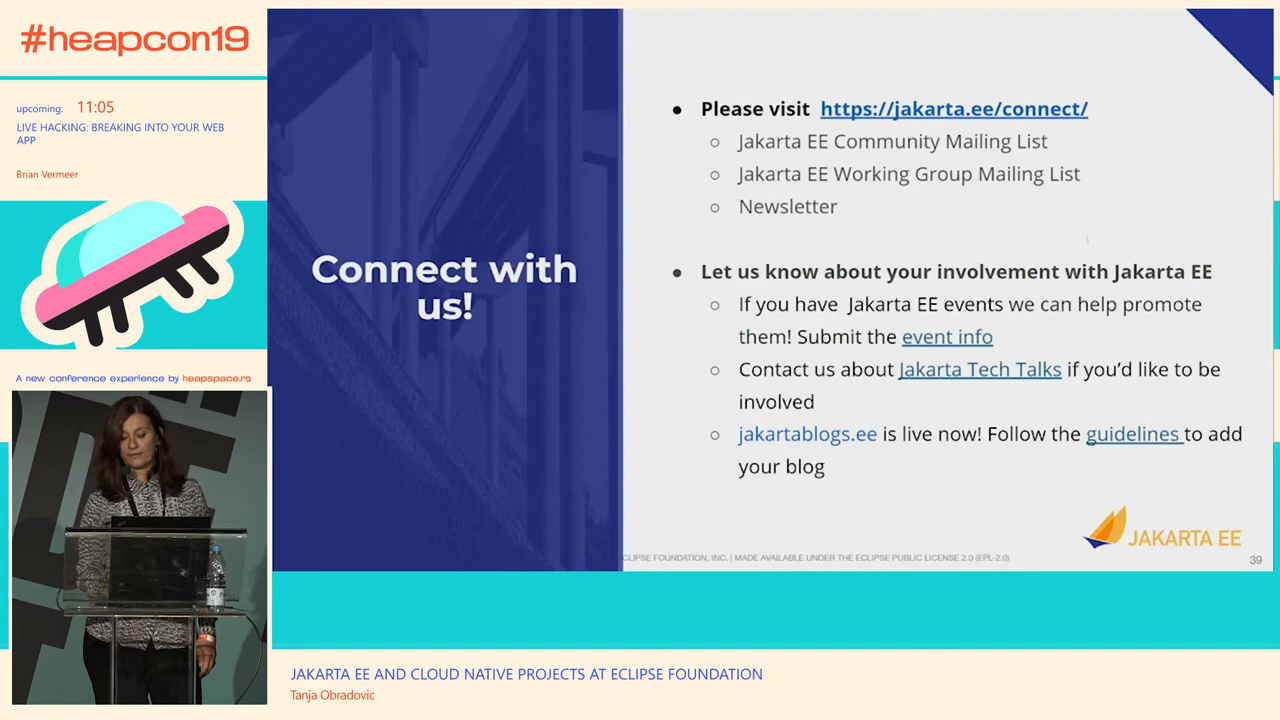 #heapcon19
upcoming: 11:05
LIVE HACKING: BREAKING INTO YOUR WEB
APP
Brian Vermeer
A new conference experience by heapspace.rs
Connect with
us!
● Please visit https://jakarta.ee/connect/
○ Jakarta EE Community Mailing List
○ Jakarta EE Working Group Mailing List
○ Newsletter
1
● Let us know about your involvement with Jakarta EE
○ If you have Jakarta EE events we can help promote
them! Submit the event info
○ Contact us about Jakarta Tech Talks if you'd like to be
involved
○ jakartablogs.ee is live now! Follow the guidelines to add
your blog
JAKARTA EE
CLIPSE FOUNDATION, INC. | MADE AVAILABLE UNDER THE ECLIPSE PUBLIC LICENSE 2.0 (EPL-2.0)
39
JAKARTA EE AND CLOUD NATIVE PROJECTS AT ECLIPSE FOUNDATION
Tanja Obradovic